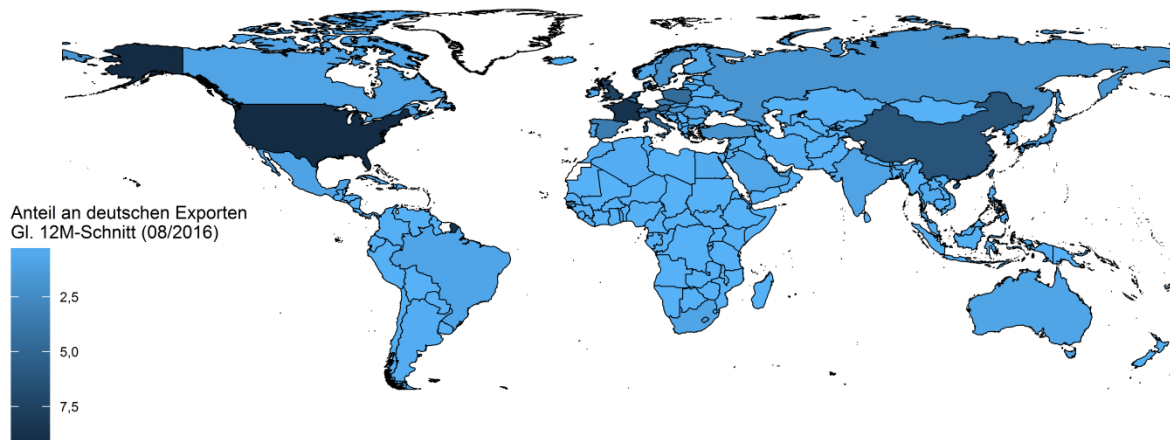 Anteil an deutschen Exporten
Gl. 12M-Schnitt (08/2016)
2,5
5,0
7,5